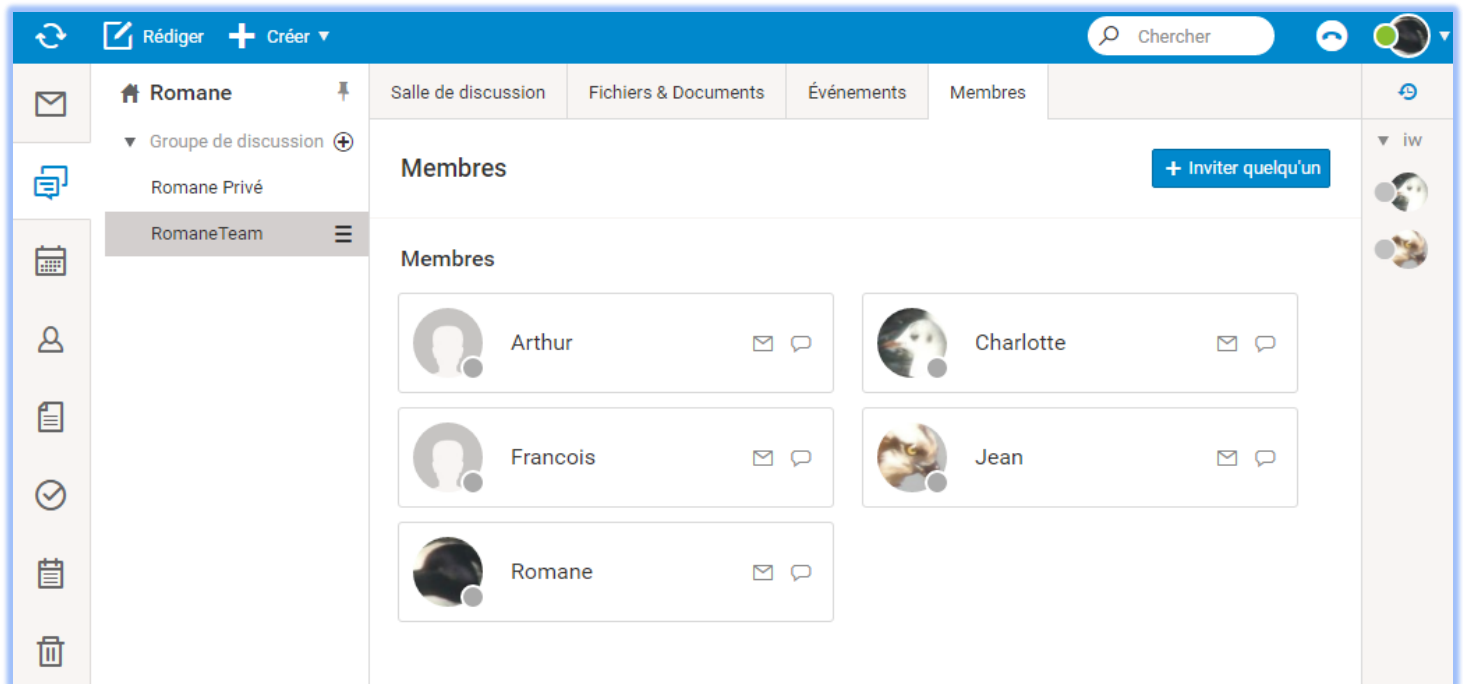 Rédiger Créer Chercher
Romane
Salle de discussion Fichiers & Documents Événements Membres
Groupe de discussion
iw
Romane Privé
RomaneTeam
Membres
+ Inviter quelqu'un
Membres
Arthur
Charlotte
Francois
Jean
Romane